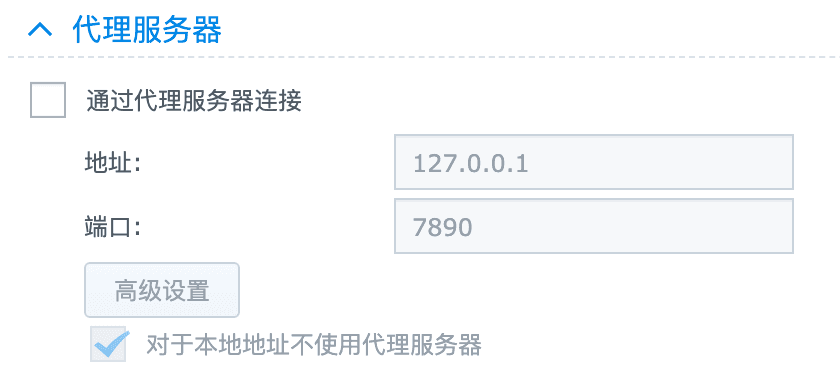 代理服务器
通过代理服务器连接
地址: 127.0.0.1
端口: 7890
高级设置
对于本地地址不使用代理服务器